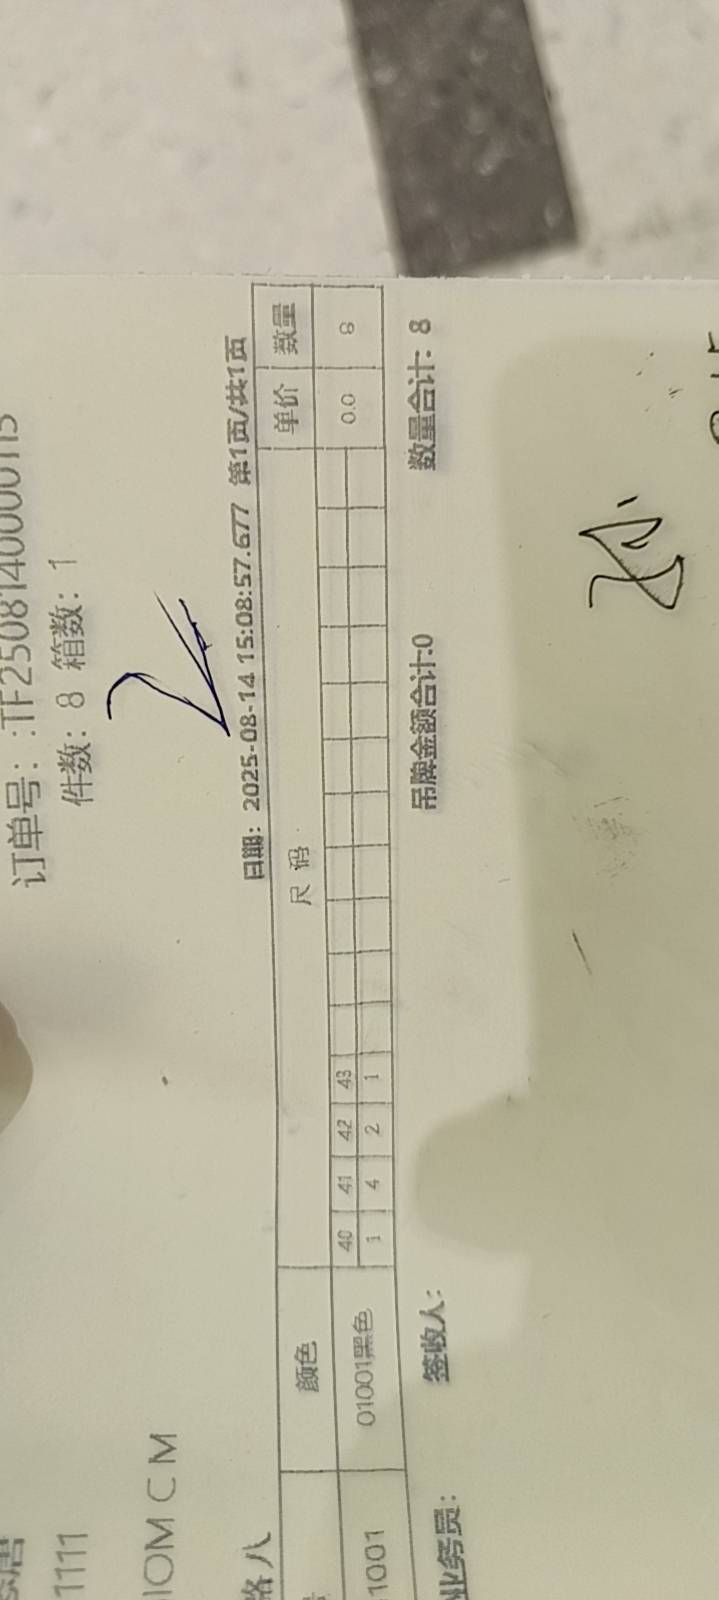 订单号：:TF2508140000115
件数：8 箱数：1
1111
IOM C M
日期：2025-08-14 15:08:57.677 第1页/共1页
路八
颜色 尺 码 单价 数量
40 41 42 43
1001 01001黑色 1 4 2 1 0.0 8
吊牌金额合计:0 数量合计: 8
业务员： 签收人：